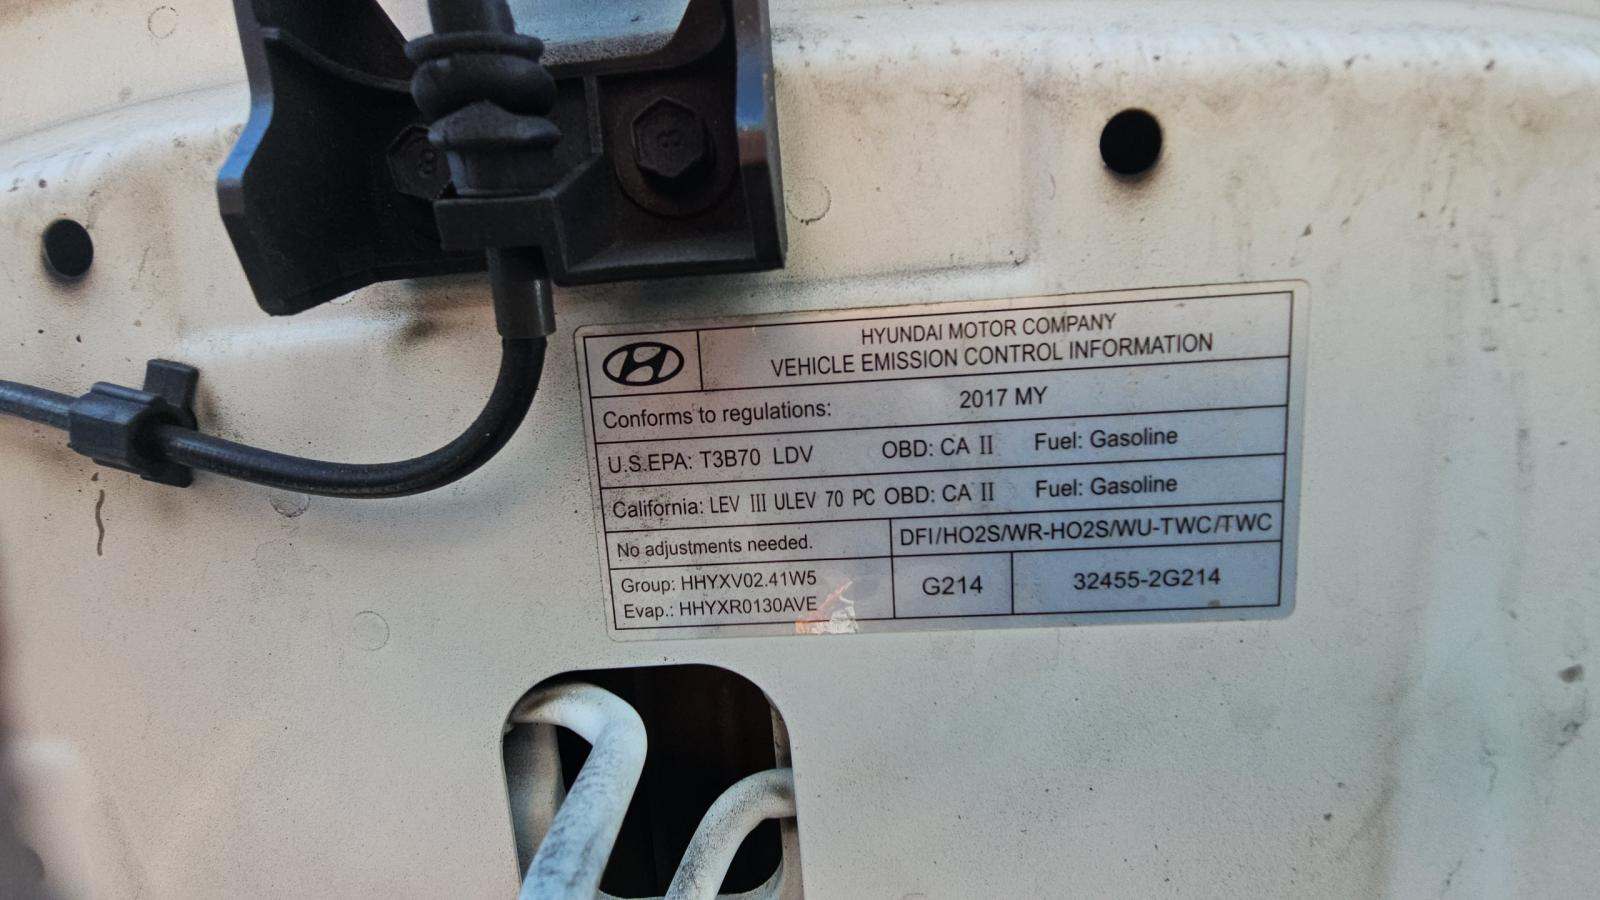 8
8
HYUNDAI MOTOR COMPANY
VEHICLE EMISSION CONTROL INFORMATION
Conforms to regulations: 2017 MY
U.S.EPA: T3B70 LDV OBD: CA II Fuel: Gasoline
California: LEV III ULEV 70 PC OBD: CA II Fuel: Gasoline
No adjustments needed. DFI/HO2S/WR-HO2S/WU-TWC/TWC
Group: HHYXV02.41W5
Evap.: HHYXR0130AVE
G214 32455-2G214